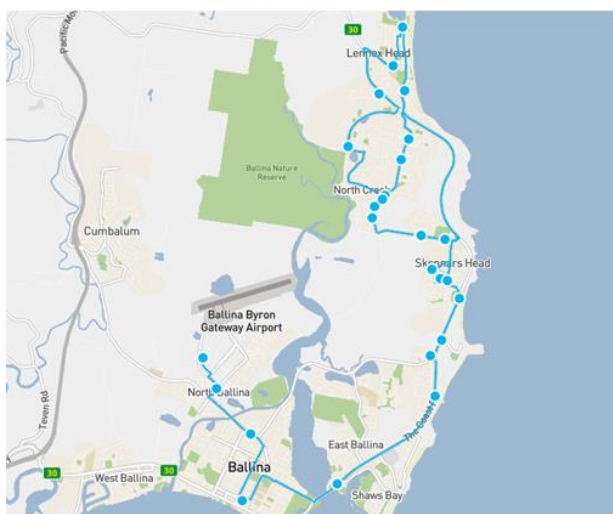 Pacific Mo
30
Lennox Head
Ballina Nature
Reserve
North Cree
Cumbalum
Skennars Head
Ballina Byron
Gateway Airport
North Ballina
Teven Rd
The Coast
East Ballina
Ballina
30
30
West Ballina
Shaws Bay